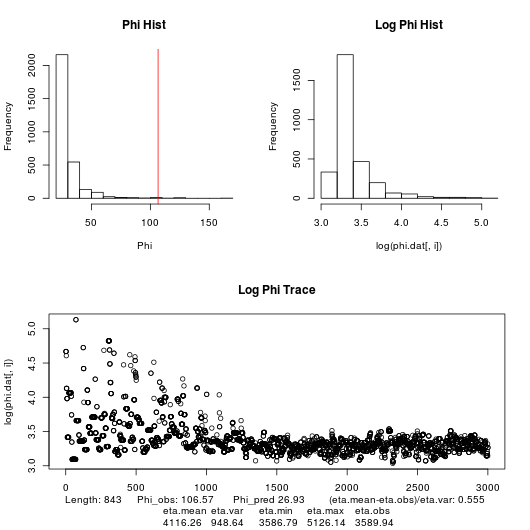 Phi Hist
Log Phi Hist
Frequency
0 500 1000 1500 2000
50 100 150
Phi
Frequency
0 500 1000 1500
3.0 3.5 4.0 4.5 5.0
log(phi.dat[, i])
Log Phi Trace
log(phi.dat[, i])
3.0 3.5 4.0 4.5 5.0
0 500 1000 1500 2000 2500 3000
Length: 843 Phi_obs: 106.57 Phi_pred 26.93 (eta.mean-eta.obs)/eta.var: 0.555
eta.mean eta.var eta.min eta.max eta.obs
4116.26 948.64 3586.79 5126.14 3589.94